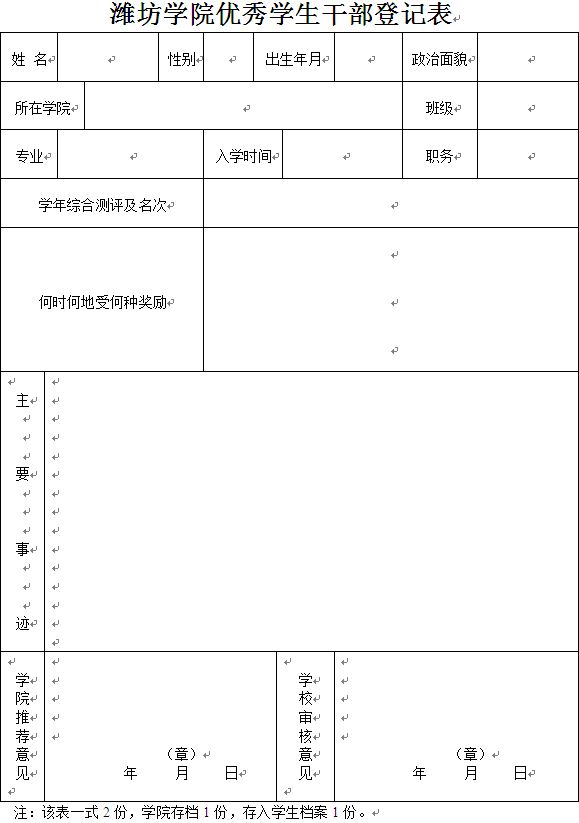 潍坊学院优秀学生干部登记表
姓 名 性别 出生年月 政治面貌
所在学院 班级
专业 入学时间 职务
学年综合测评及名次
何时何地受何种奖励
主
要
事
迹
学
院
推
荐
意
见
（章）
年 月 日
学
校
审
核
意
见
（章）
年 月 日
注：该表一式2份，学院存档1份，存入学生档案1份。